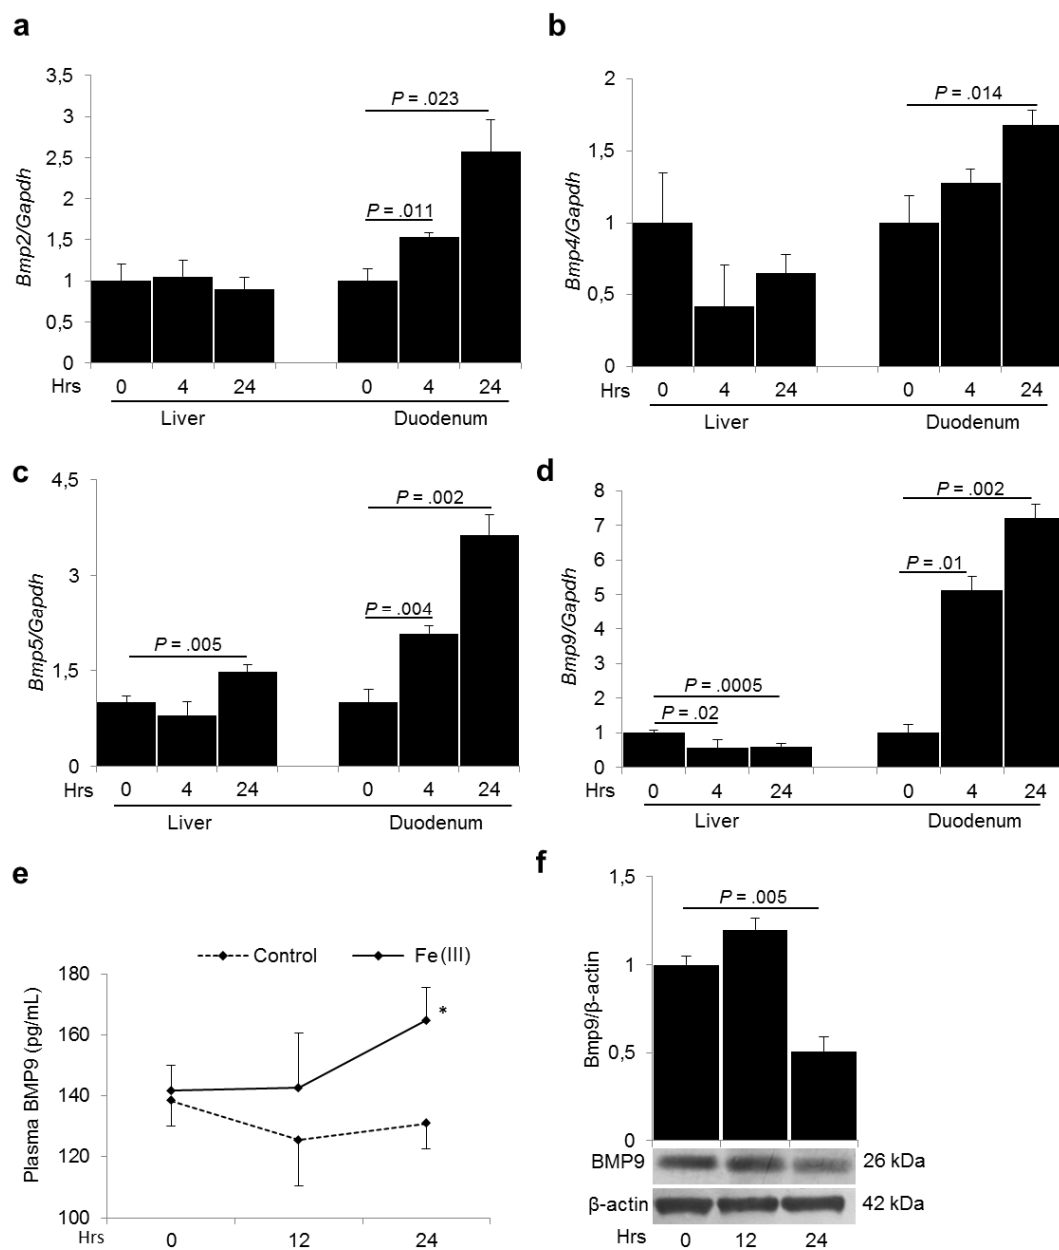 a
3,5
3
2,5
2
1,5
1
0,5
0
Bmp2/Gapdh
P = .023
P = .011
Hrs 0 4 24 0 4 24
Liver Duodenum
b
2
1,5
1
0,5
0
Bmp4/Gapdh
P = .014
Hrs 0 4 24 0 4 24
Liver Duodenum
c
4,5
3
1,5
0
Bmp5/Gapdh
P = .002
P = .004
P = .005
Hrs 0 4 24 0 4 24
Liver Duodenum
d
8
7
6
5
4
3
2
1
0
Bmp9/Gapdh
P = .002
P = .01
P = .0005
P = .02
Hrs 0 4 24 0 4 24
Liver Duodenum
e
Control Fe(III)
180
160
140
120
100
Plasma BMP9 (pg/mL)
*
Hrs 0 12 24
f
1,5
1
0,5
0
Bmp9/β-actin
P = .005
BMP9 26 kDa
β-actin 42 kDa
Hrs 0 12 24